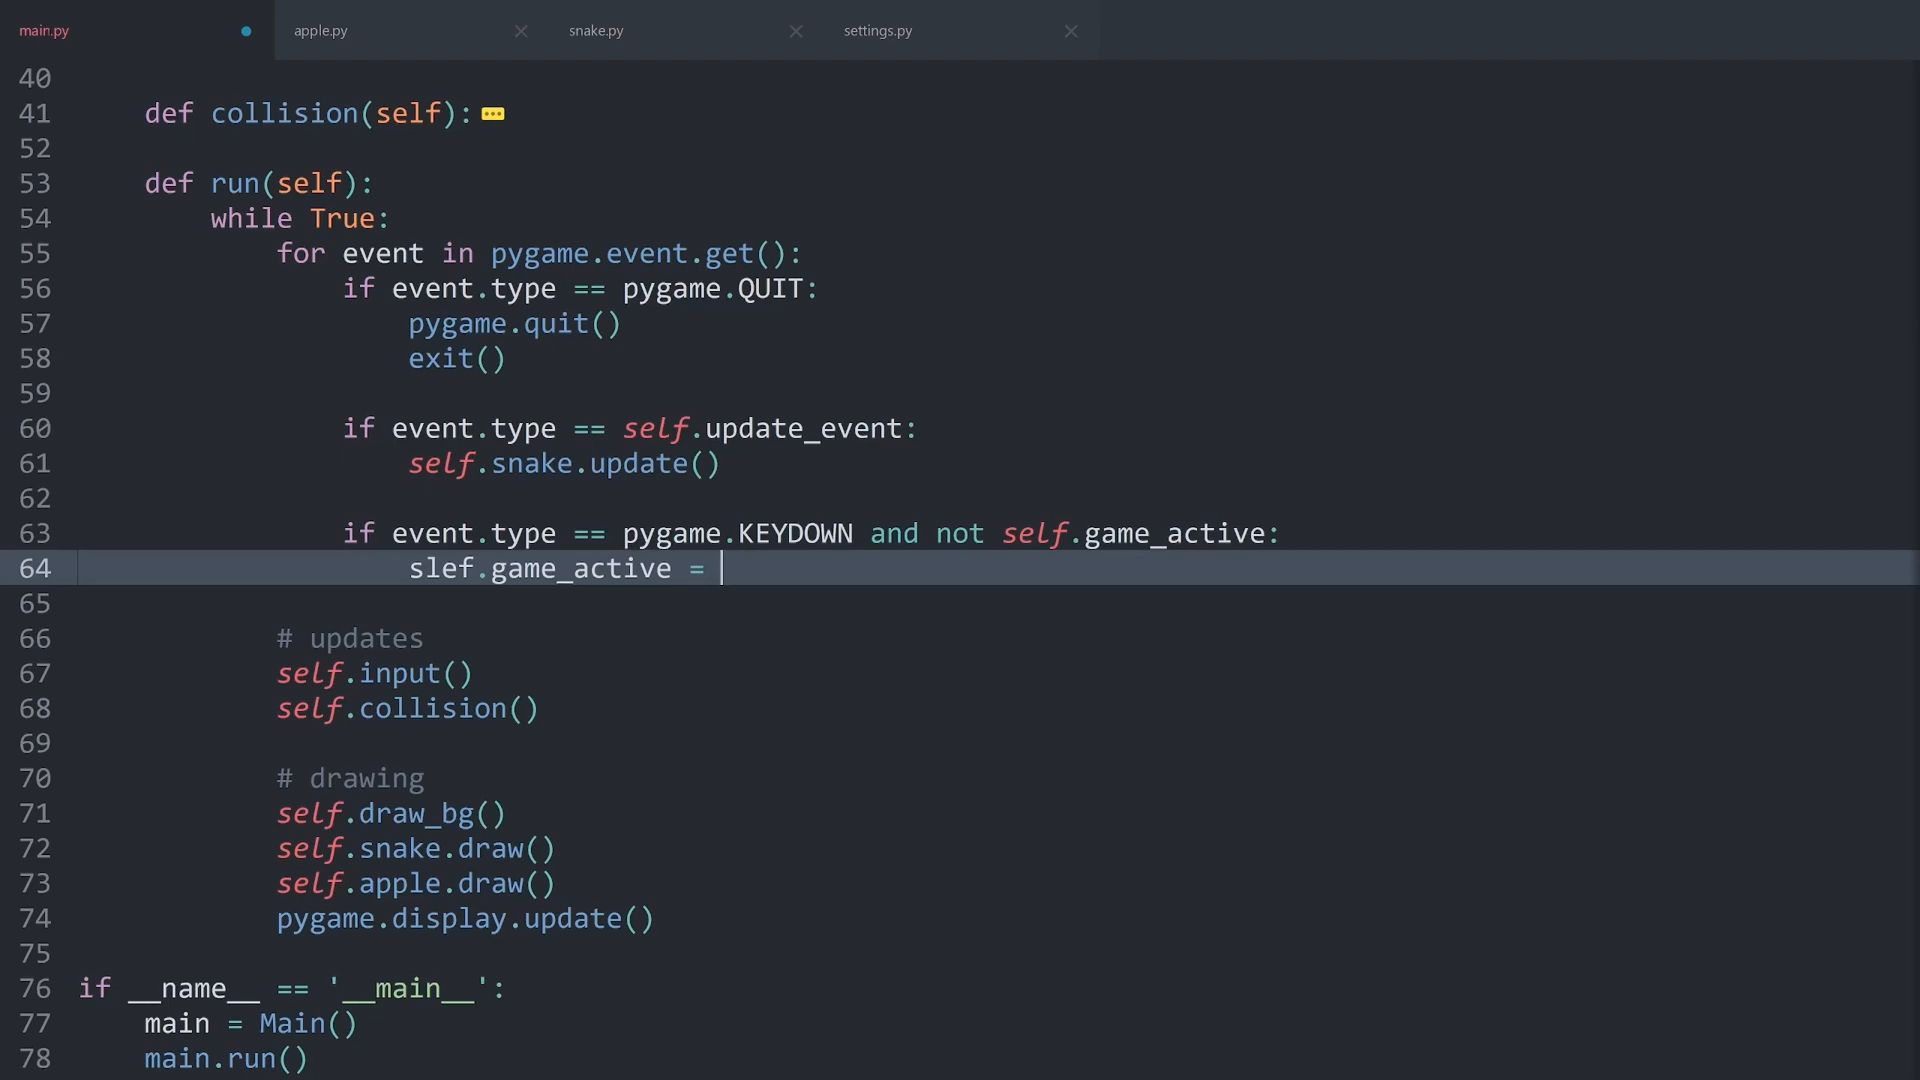 main.py apple.py snake.py settings.py
40
41 def collision(self):
52
53 def run(self):
54 while True:
55 for event in pygame.event.get():
56 if event.type == pygame.QUIT:
57 pygame.quit()
58 exit()
59
60 if event.type == self.update_event:
61 self.snake.update()
62
63 if event.type == pygame.KEYDOWN and not self.game_active:
64 slef.game_active =
65
66 # updates
67 self.input()
68 self.collision()
69
70 # drawing
71 self.draw_bg()
72 self.snake.draw()
73 self.apple.draw()
74 pygame.display.update()
75
76 if __name__ == '__main__':
77 main = Main()
78 main.run()